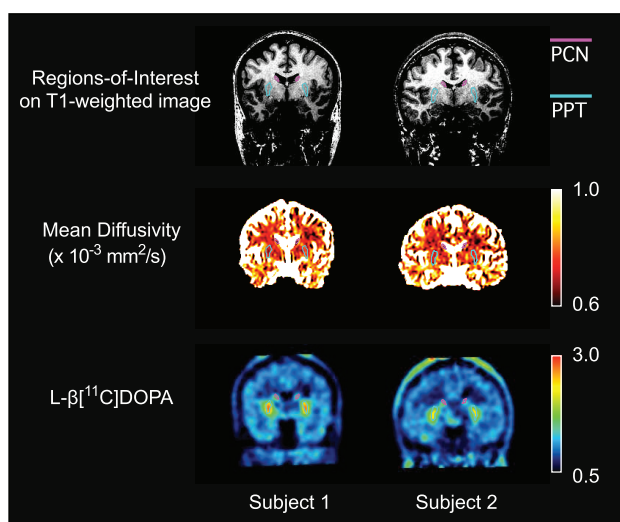 Regions-of-Interest
on T1-weighted image
PCN
PPT
Mean Diffusivity
(x 10⁻³ mm²/s)
1.0
0.6
L-β[¹¹C]DOPA
3.0
0.5
Subject 1
Subject 2